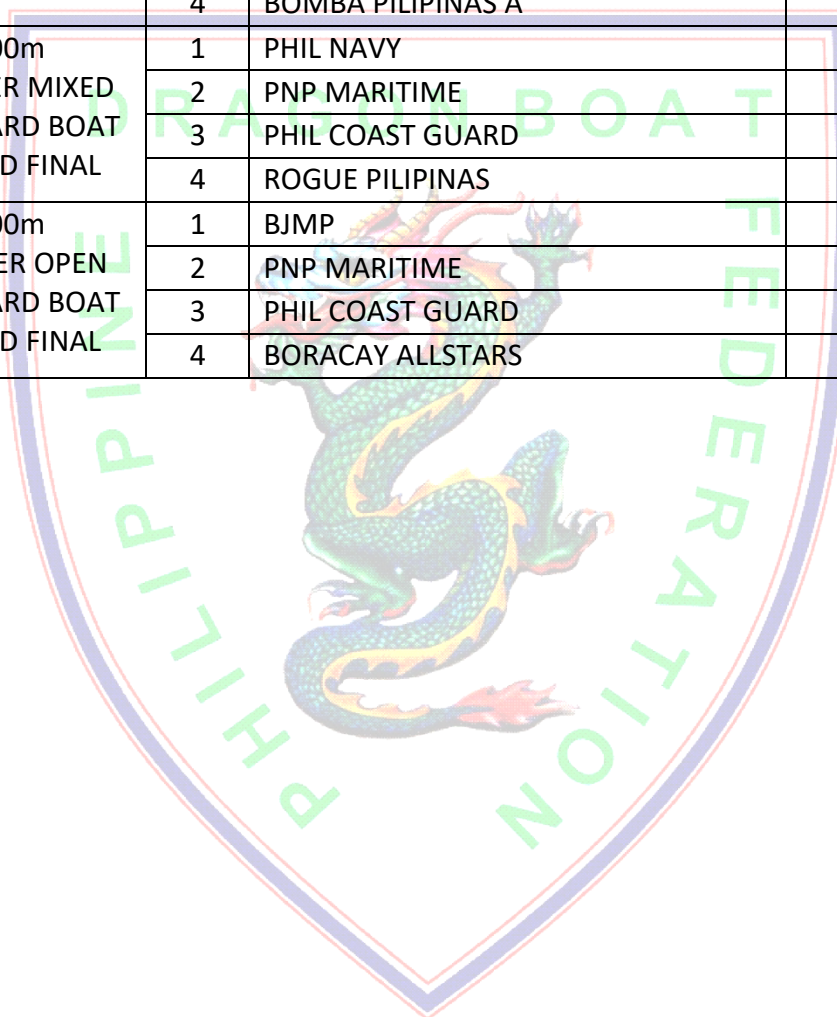 4 BOMBA PILIPINAS A
00m
ER MIXED
ARD BOAT
D FINAL
1 PHIL NAVY
2 PNP MARITIME
3 PHIL COAST GUARD
4 ROGUE PILIPINAS
00m
ER OPEN
ARD BOAT
D FINAL
1 BJMP
2 PNP MARITIME
3 PHIL COAST GUARD
4 BORACAY ALLSTARS
PHILIPPINE DRAGON BOAT FEDERATION